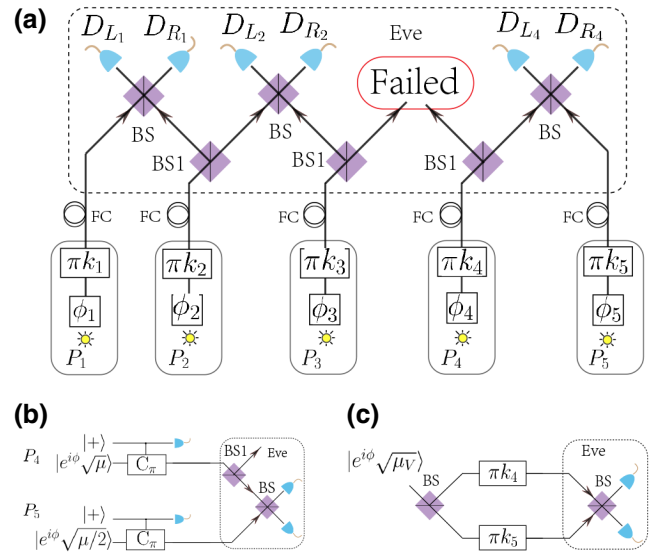 (a)
D_{L_1} D_{R_1} D_{L_2} D_{R_2} Eve D_{L_4} D_{R_4}
Failed
BS BS BS
BS1 BS1 BS1
FC FC FC FC FC
πk_1 πk_2 πk_3 πk_4 πk_5
ϕ_1 ϕ_2 ϕ_3 ϕ_4 ϕ_5
P_1 P_2 P_3 P_4 P_5
(b)
|+⟩
P_4 |e^{iϕ}√μ⟩ C_π
BS1 Eve
BS
P_5 |+⟩
|e^{iϕ}√μ/2⟩ C_π
(c)
|e^{iϕ}√μ_V⟩
BS πk_4 Eve
BS
πk_5